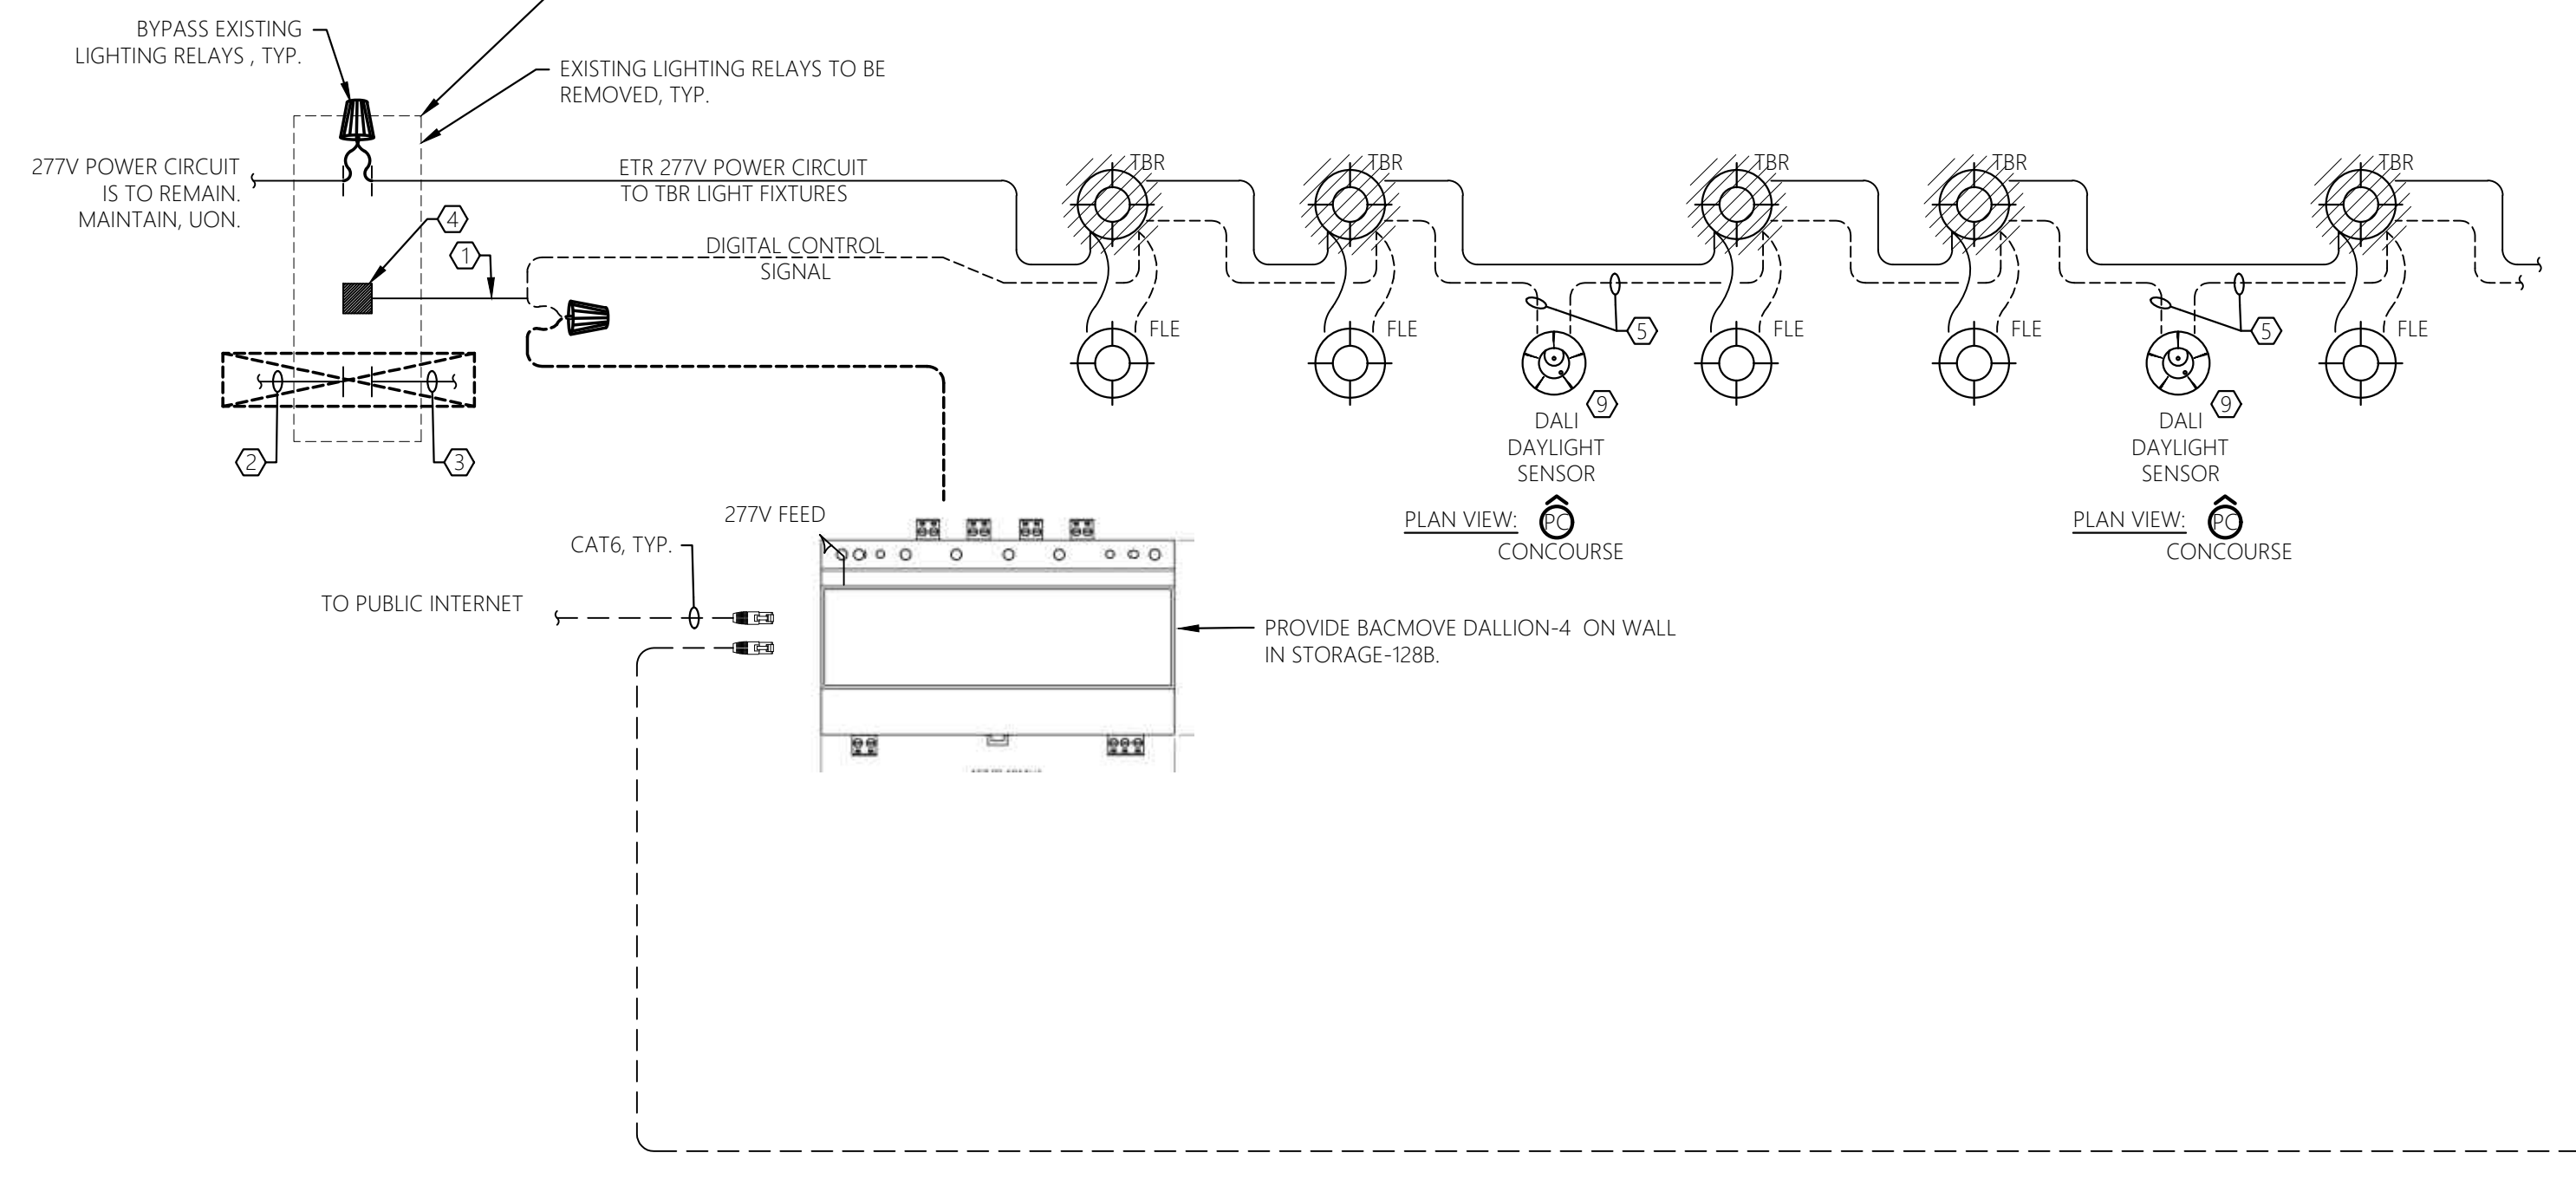 BYPASS EXISTING
LIGHTING RELAYS , TYP.
EXISTING LIGHTING RELAYS TO BE
REMOVED, TYP.
277V POWER CIRCUIT
IS TO REMAIN.
MAINTAIN, UON.
ETR 277V POWER CIRCUIT
TO TBR LIGHT FIXTURES
TBR
TBR
TBR
TBR
TBR
4
1
DIGITAL CONTROL
SIGNAL
FLE
FLE
5
FLE
FLE
5
FLE
2
3
9
DALI
DAYLIGHT
SENSOR
9
DALI
DAYLIGHT
SENSOR
PLAN VIEW:
PC
CONCOURSE
PLAN VIEW:
PC
CONCOURSE
277V FEED
CAT6, TYP.
TO PUBLIC INTERNET
PROVIDE BACMOVE DALLION-4 ON WALL
IN STORAGE-128B.